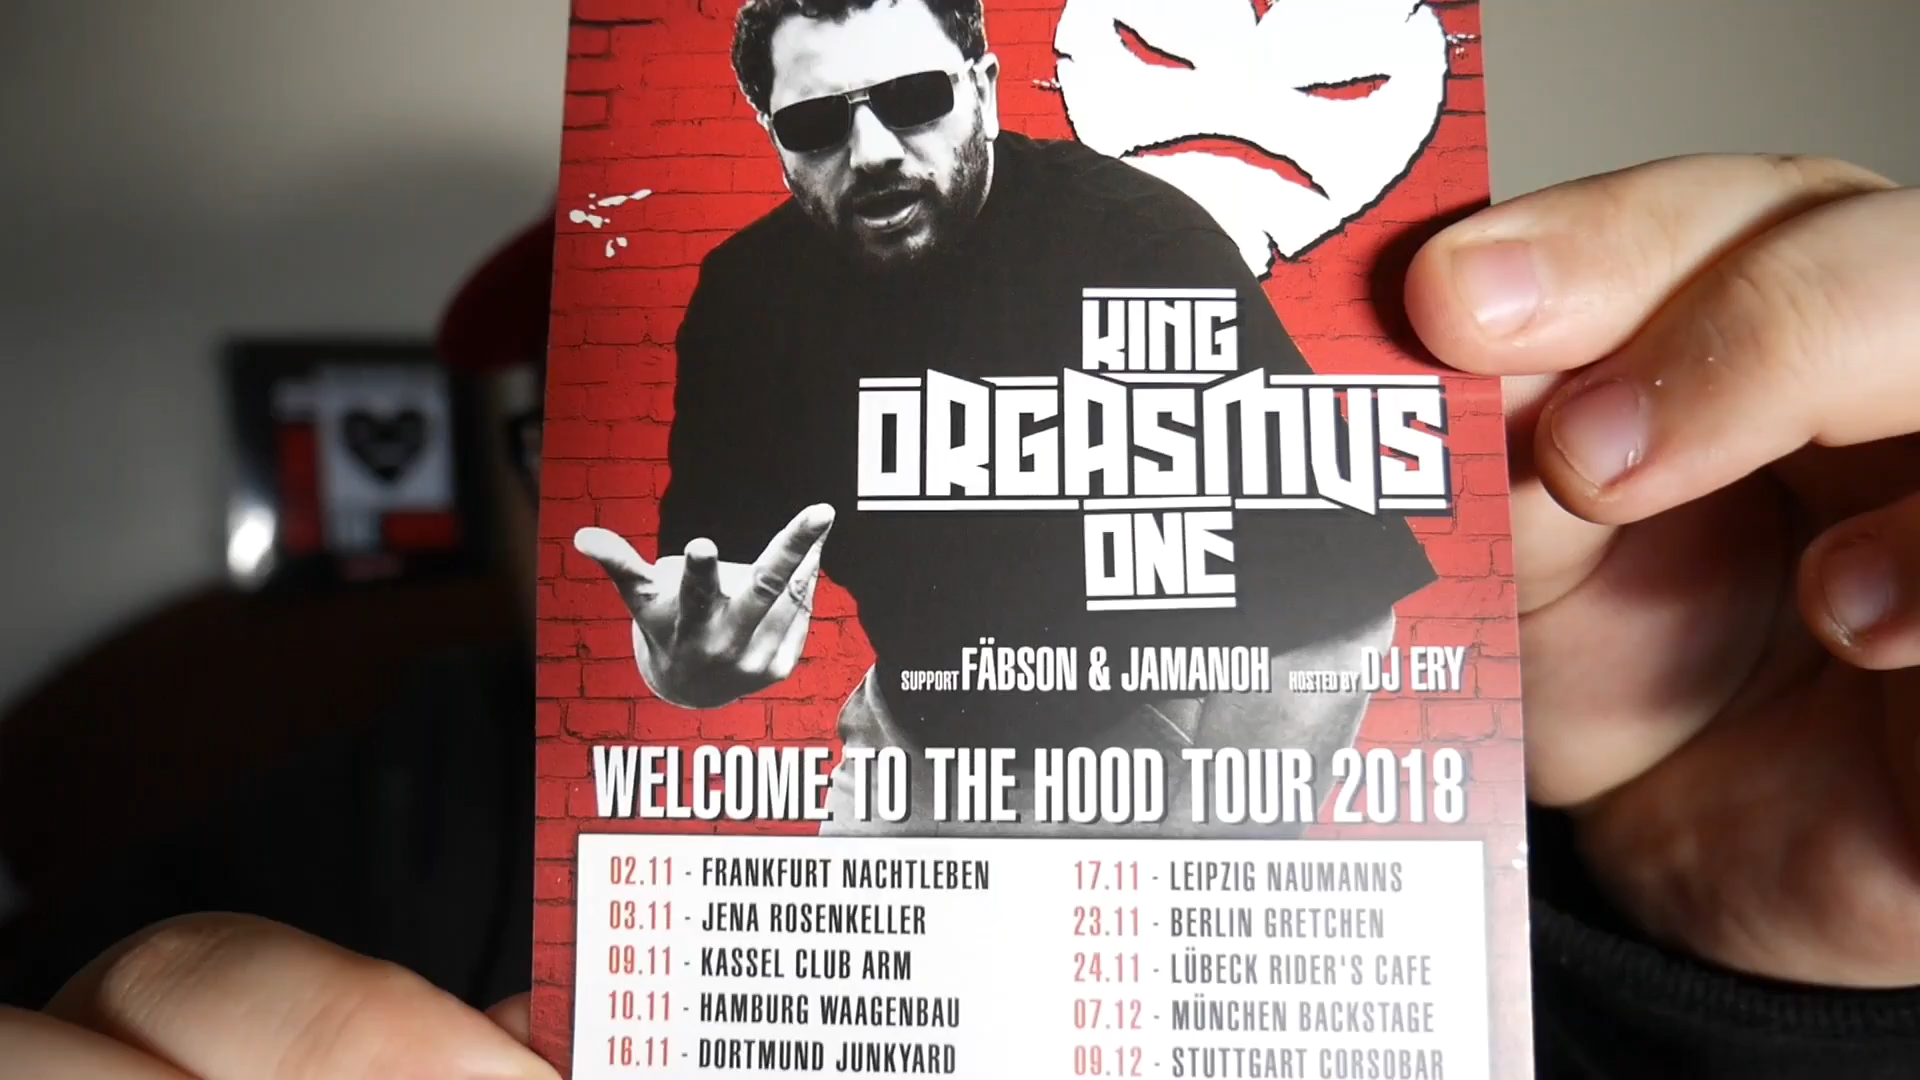 KING
ORGASMUS
ONE
SUPPORT FÄBSON & JAMANOH HOSTED BY DJ ERY
WELCOME TO THE HOOD TOUR 2018
02.11 - FRANKFURT NACHTLEBEN
03.11 - JENA ROSENKELLER
09.11 - KASSEL CLUB ARM
10.11 - HAMBURG WAAGENBAU
16.11 - DORTMUND JUNKYARD
17.11 - LEIPZIG NAUMANNS
23.11 - BERLIN GRETCHEN
24.11 - LÜBECK RIDER'S CAFE
07.12 - MÜNCHEN BACKSTAGE
09.12 - STUTTGART CORSOBAR